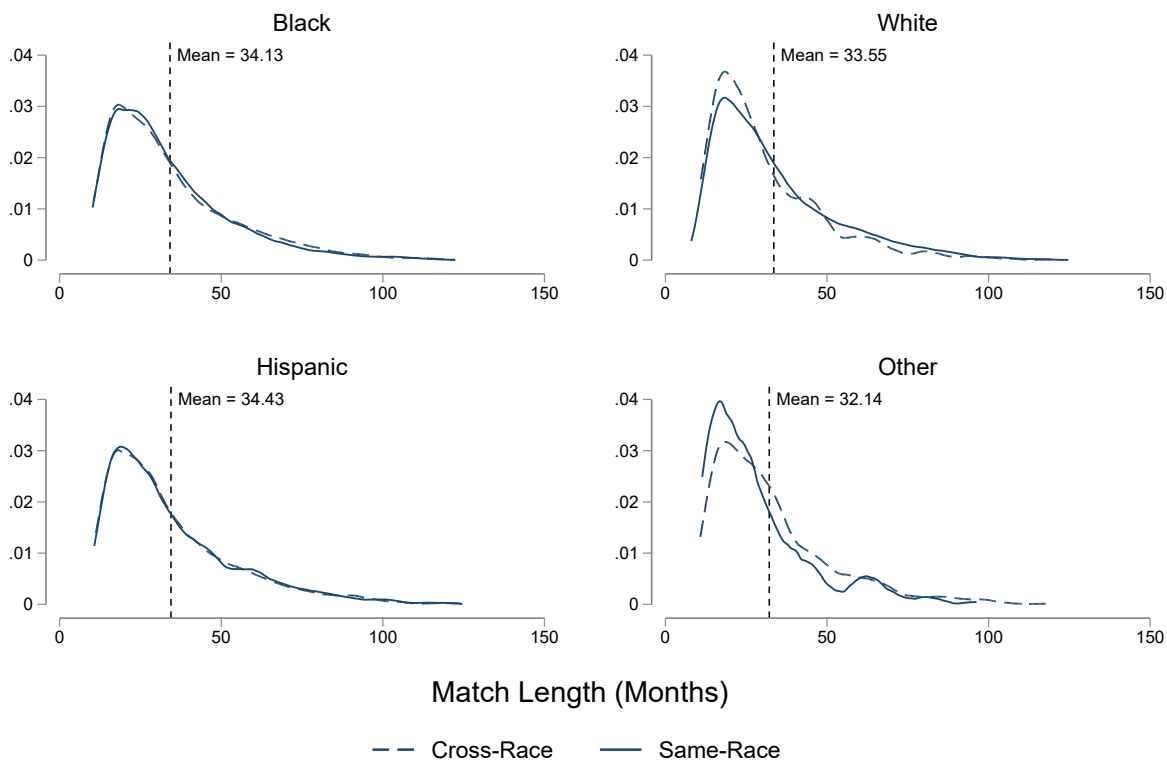 Black
Mean = 34.13
.04
.03
.02
.01
0
0 50 100 150
White
Mean = 33.55
.04
.03
.02
.01
0
0 50 100 150
Hispanic
Mean = 34.43
.04
.03
.02
.01
0
0 50 100 150
Other
Mean = 32.14
.04
.03
.02
.01
0
0 50 100 150
Match Length (Months)
Cross-Race Same-Race